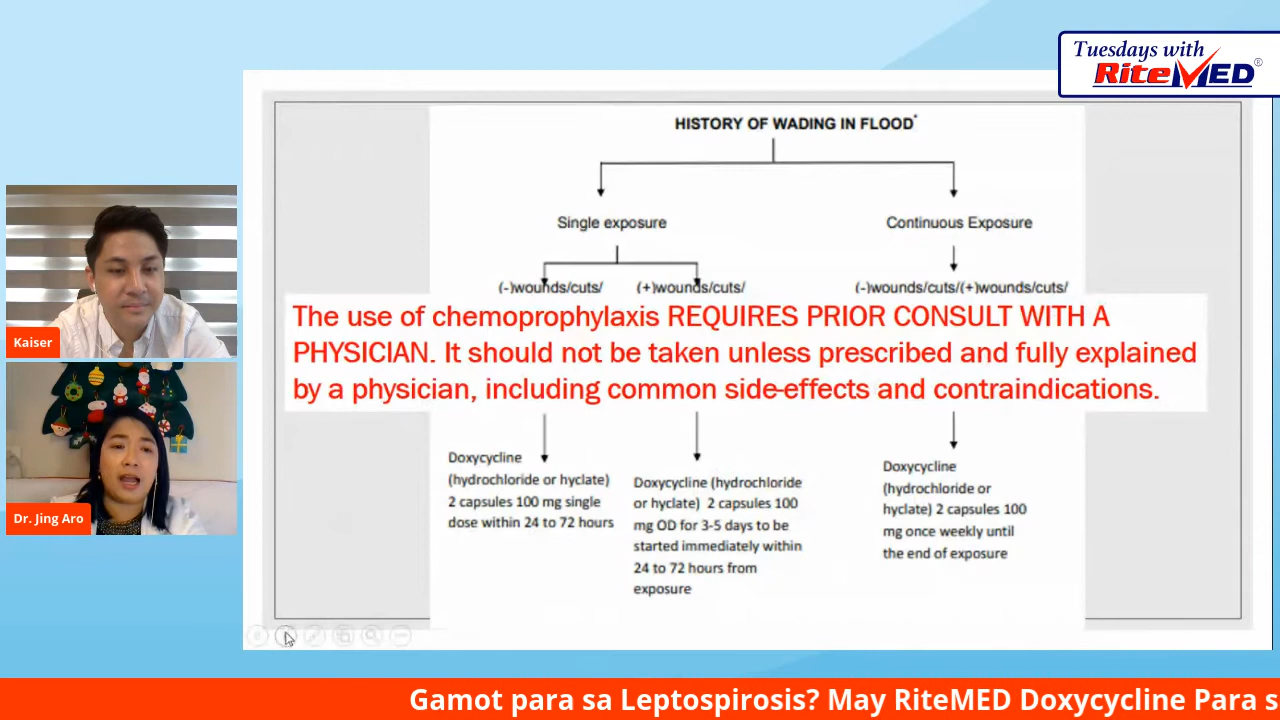 Tuesdays with
RiteMED®
HISTORY OF WADING IN FLOOD*
Single exposure
Continuous Exposure
(-)wounds/cuts/
(+)wounds/cuts/
(-)wounds/cuts/(+)wounds/cuts/
The use of chemoprophylaxis REQUIRES PRIOR CONSULT WITH A
PHYSICIAN. It should not be taken unless prescribed and fully explained
by a physician, including common side-effects and contraindications.
Doxycycline
(hydrochloride or hyclate)
2 capsules 100 mg single
dose within 24 to 72 hours
Doxycycline (hydrochloride
or hyclate) 2 capsules 100
mg OD for 3-5 days to be
started immediately within
24 to 72 hours from
exposure
Doxycycline
(hydrochloride or
hyclate) 2 capsules 100
mg once weekly until
the end of exposure
Kaiser
Dr. Jing Aro
Gamot para sa Leptospirosis? May RiteMED Doxycycline Para s